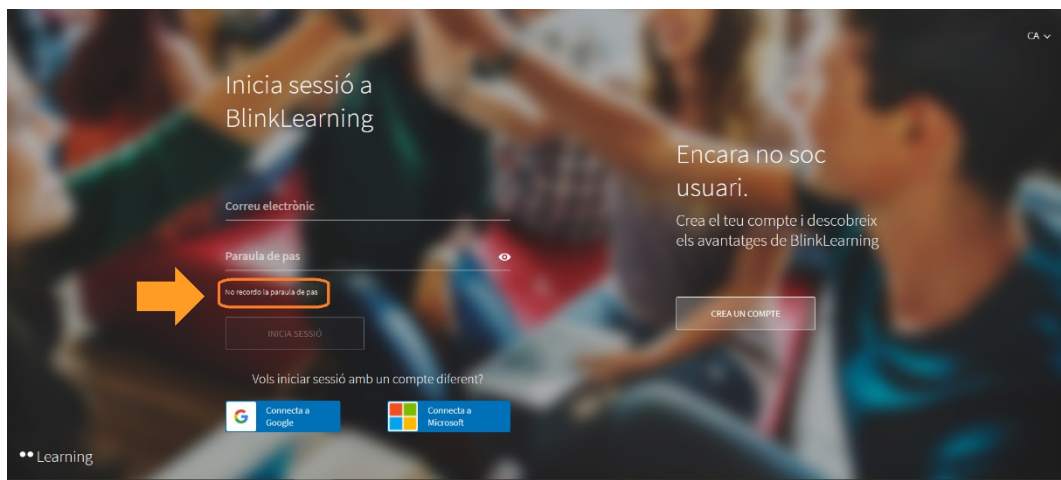 CA
Inicia sessió a
BlinkLearning
Correu electrònic
Paraula de pas
No recordo la paraula de pas
INICIA SESSIÓ
Vols iniciar sessió amb un compte diferent?
Connecta a
Google
Connecta a
Microsoft
Encara no soc
usuari.
Crea el teu compte i descobreix
els avantatges de BlinkLearning
CREA UN COMPTE
Learning